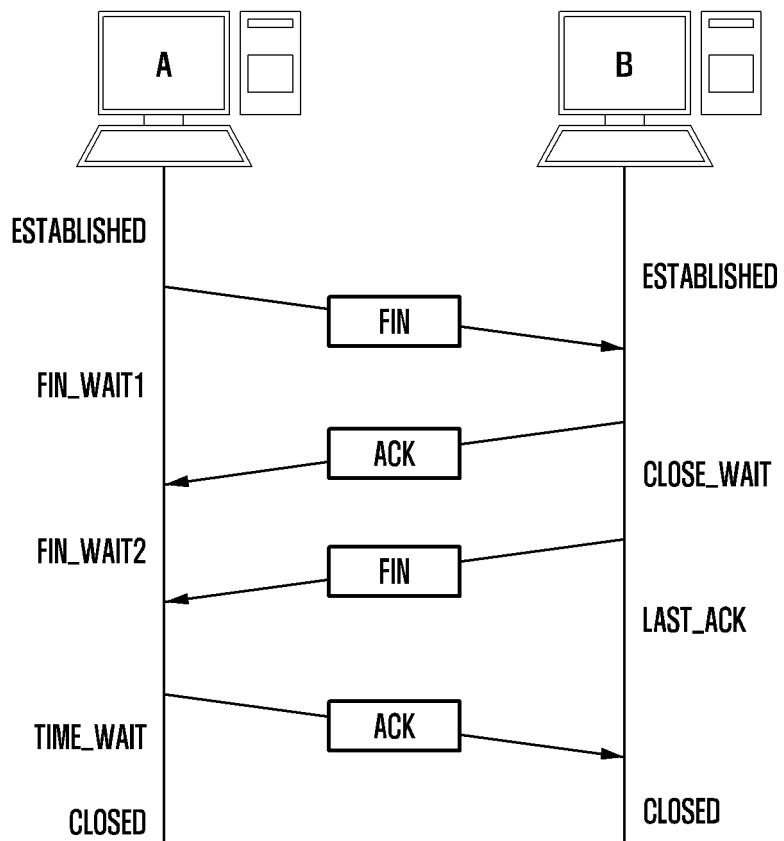 A
B
ESTABLISHED
ESTABLISHED
FIN
FIN_WAIT1
ACK
CLOSE_WAIT
FIN_WAIT2
FIN
LAST_ACK
ACK
TIME_WAIT
CLOSED
CLOSED